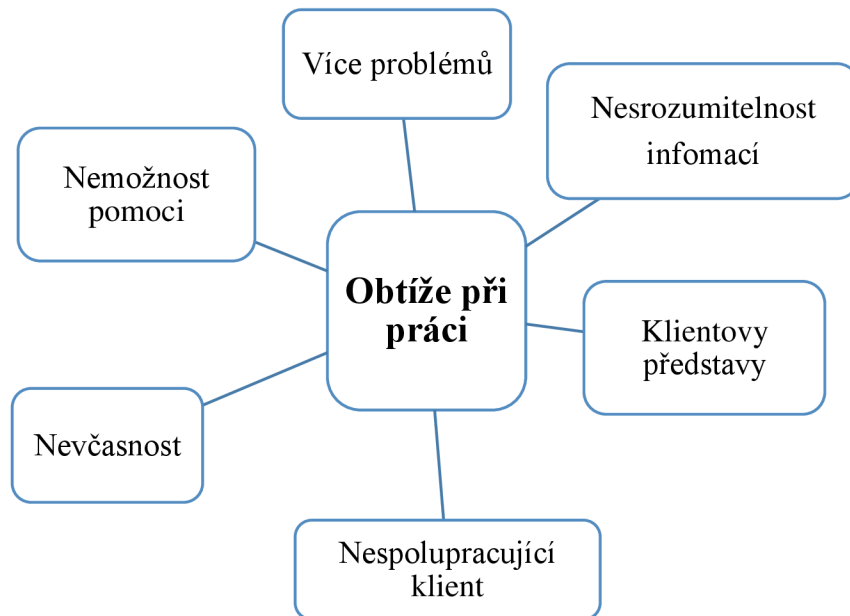 Více problémů
Nesrozumitelnost
infomací
Nemožnost
pomoci
Obtíže při
práci
Klientovy
představy
Nevčasnost
Nespolupracující
klient